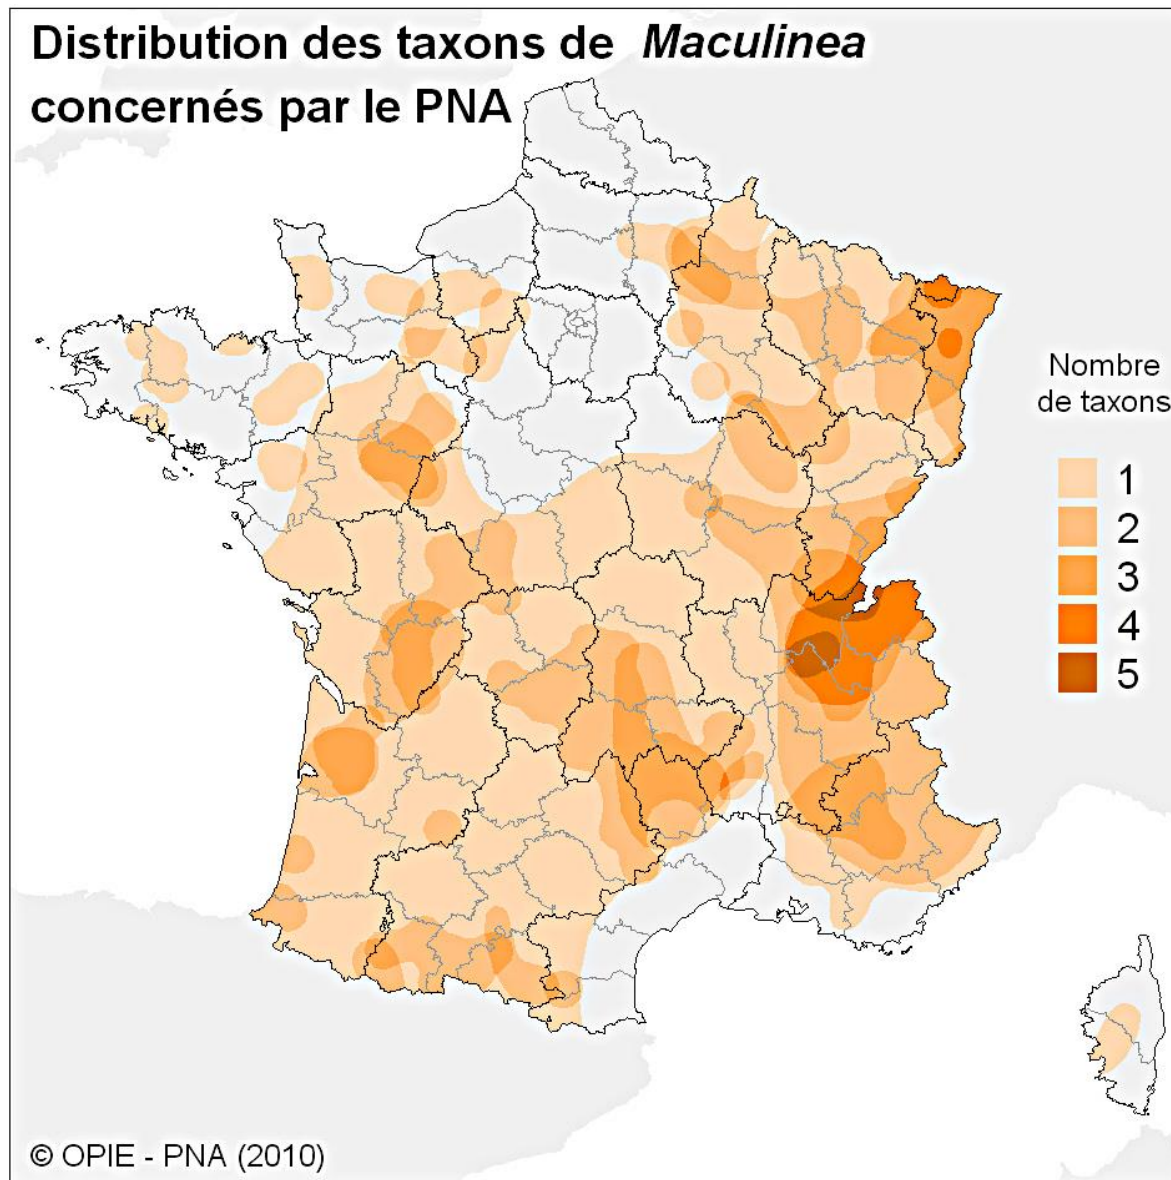 Distribution des taxons de Maculinea
concernés par le PNA
Nombre
de taxons
1
2
3
4
5
© OPIE - PNA (2010)